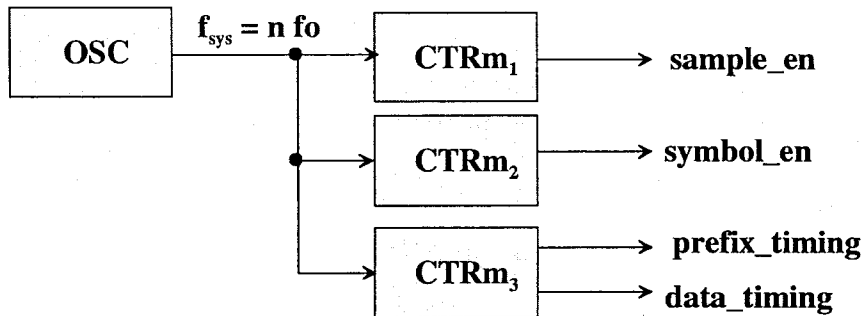 OSC
f_sys = n fo
CTRm₁
sample_en
CTRm₂
symbol_en
CTRm₃
prefix_timing
data_timing